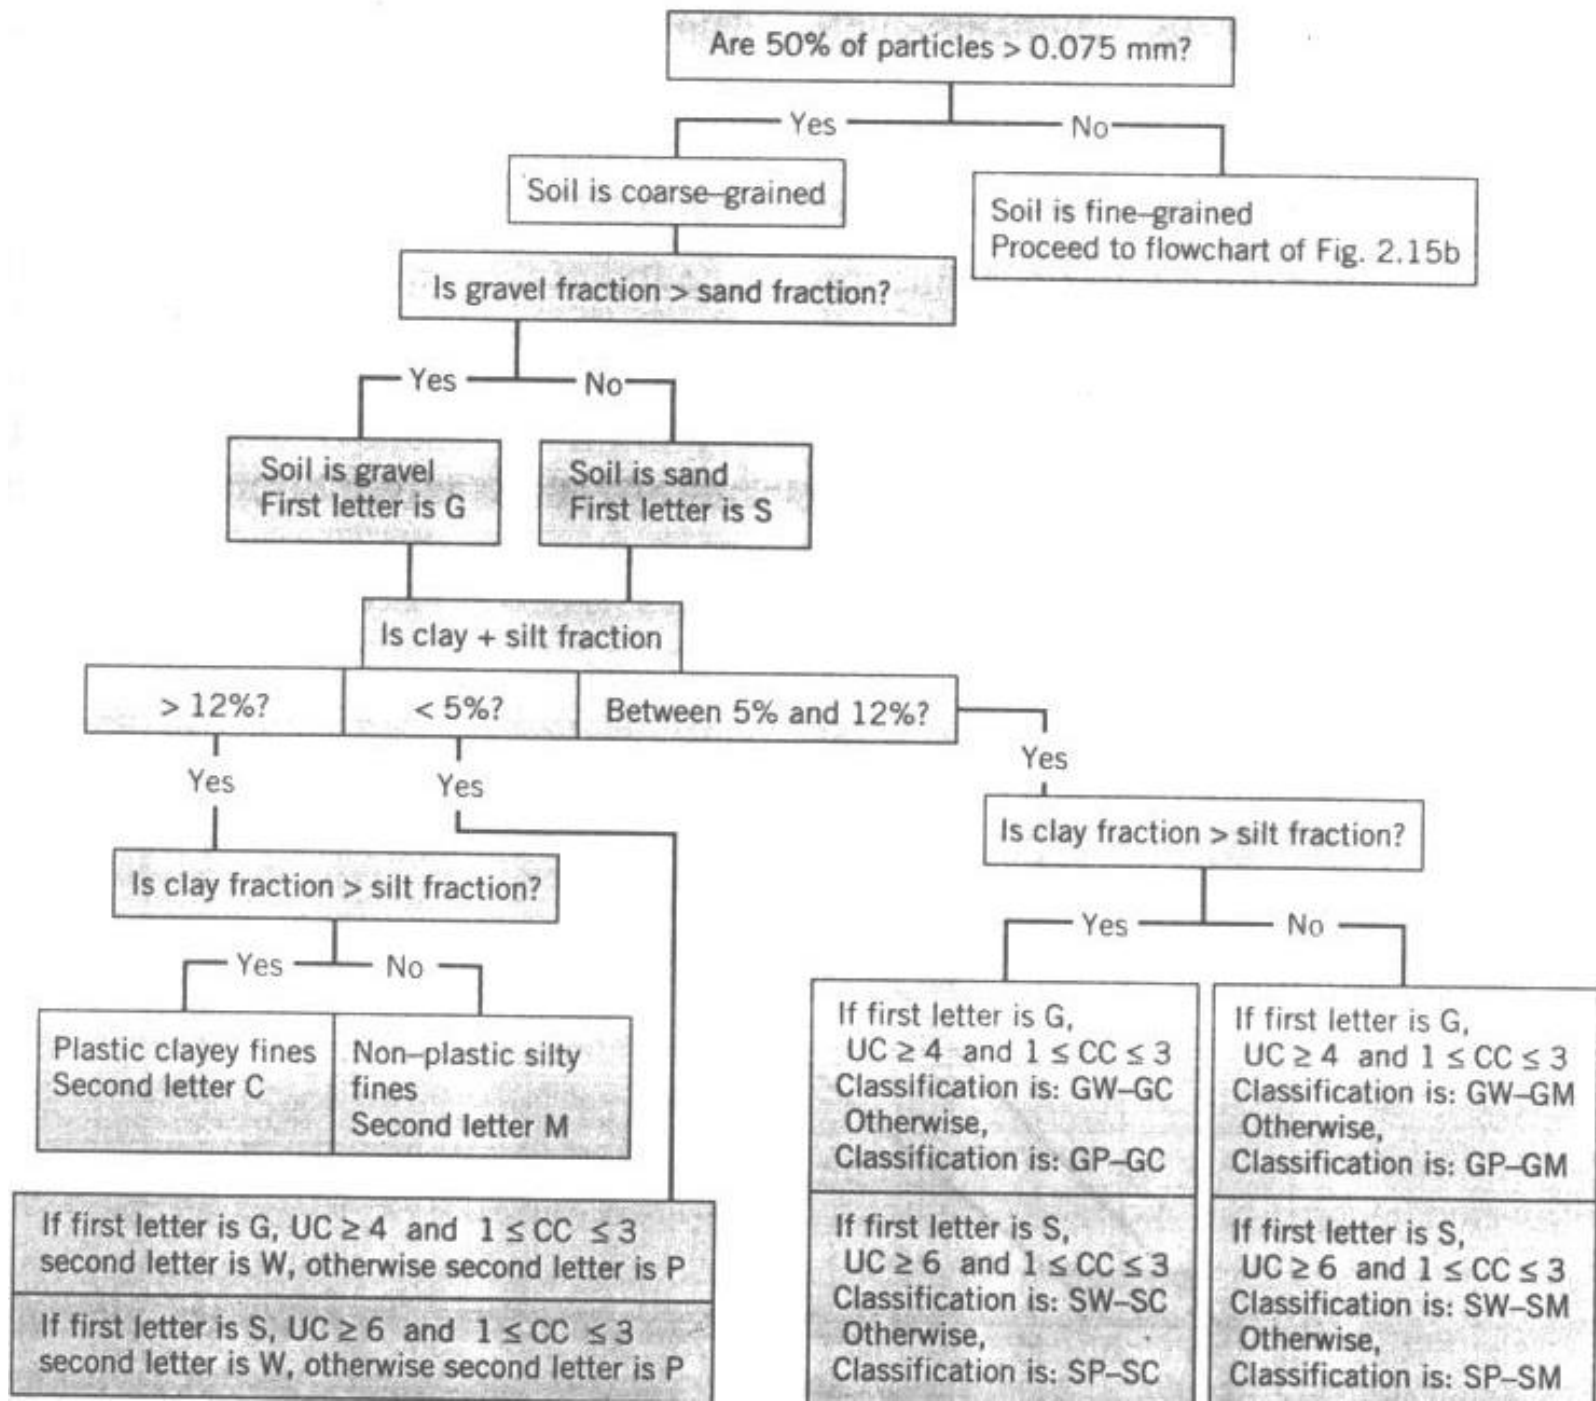 Are 50% of particles > 0.075 mm?
Yes
No
Soil is coarse–grained
Soil is fine–grained
Proceed to flowchart of Fig. 2.15b
Is gravel fraction > sand fraction?
Yes
No
Soil is gravel
First letter is G
Soil is sand
First letter is S
Is clay + silt fraction
> 12%?
< 5%?
Between 5% and 12%?
Yes
Yes
Yes
Is clay fraction > silt fraction?
Is clay fraction > silt fraction?
Yes
No
Yes
No
Plastic clayey fines
Second letter C
Non–plastic silty
fines
Second letter M
If first letter is G,
UC ≥ 4 and 1 ≤ CC ≤ 3
Classification is: GW–GC
Otherwise,
Classification is: GP–GC
If first letter is G,
UC ≥ 4 and 1 ≤ CC ≤ 3
Classification is: GW–GM
Otherwise,
Classification is: GP–GM
If first letter is G, UC ≥ 4 and 1 ≤ CC ≤ 3
second letter is W, otherwise second letter is P
If first letter is S, UC ≥ 6 and 1 ≤ CC ≤ 3
second letter is W, otherwise second letter is P
If first letter is S,
UC ≥ 6 and 1 ≤ CC ≤ 3
Classification is: SW–SC
Otherwise,
Classification is: SP–SC
If first letter is S,
UC ≥ 6 and 1 ≤ CC ≤ 3
Classification is: SW–SM
Otherwise,
Classification is: SP–SM